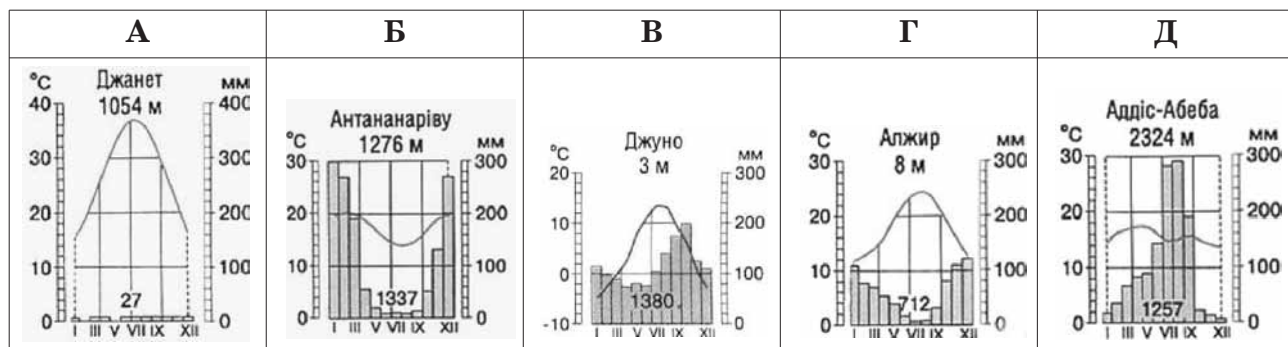 А
Б
В
Г
Д
°C
Джанет
1054 м
мм
40
30
20
10
0
400
300
200
100
0
27
I III V VII IX XII
°C
Антананаріву
1276 м
мм
30
20
10
0
300
200
100
0
1337
I III V VII IX XII
°C
Джуно
3 м
мм
20
10
0
-10
300
200
100
0
1380
I III V VII IX XII
°C
Алжир
8 м
мм
30
20
10
0
300
200
100
0
712
I III V VII IX XII
°C
Аддіс-Абеба
2324 м
мм
30
20
10
0
300
200
100
0
1257
I III V VII IX XII